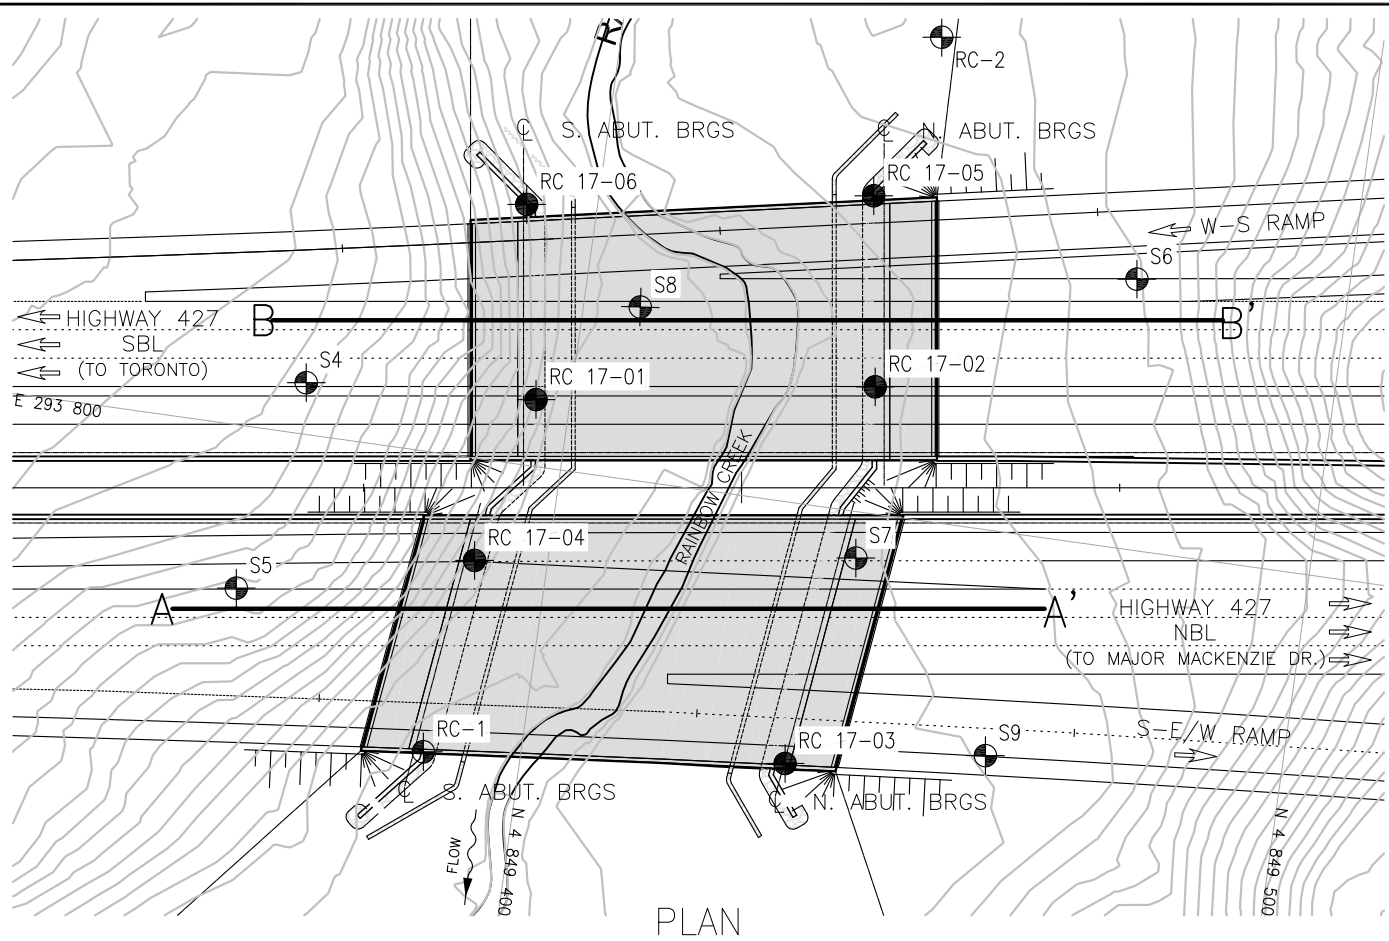 R
RC-2
℄ S. ABUT. BRGS
℄ N. ABUT. BRGS
RC 17-06
RC 17-05
W-S RAMP
S6
S8
B
B'
HIGHWAY 427
SBL
(TO TORONTO)
S4
RC 17-01
RC 17-02
E 293 800
RAINBOW CREEK
RC 17-04
S7
S5
A
A'
HIGHWAY 427
NBL
(TO MAJOR MACKENZIE DR.)
RC-1
RC 17-03
S9
S-E/W RAMP
℄ S. ABUT. BRGS
℄ N. ABUT. BRGS
FLOW
N 4 849 400
N 4 849 500
PLAN